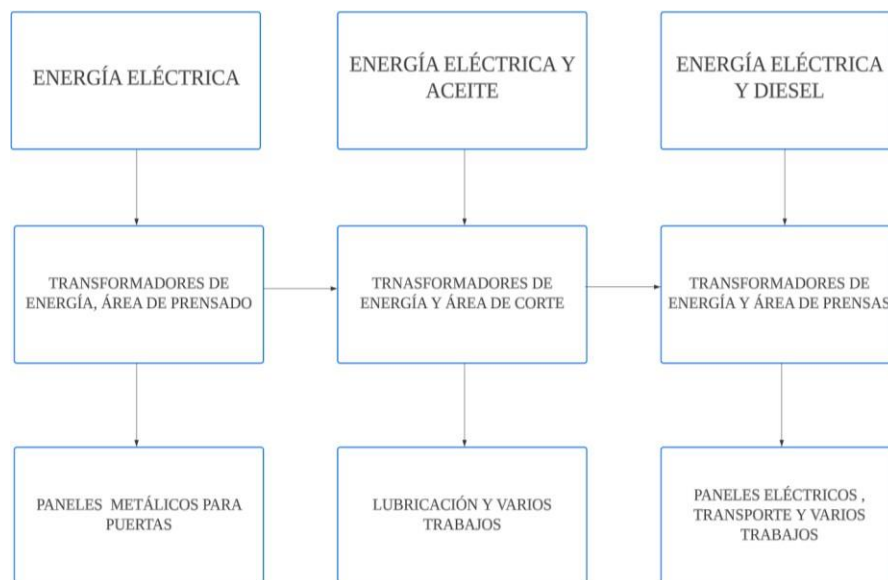 ENERGÍA ELÉCTRICA
ENERGÍA ELÉCTRICA Y
ACEITE
ENERGÍA ELÉCTRICA
Y DIESEL
TRANSFORMADORES DE
ENERGÍA, ÁREA DE PRENSADO
TRNASFORMADORES DE
ENERGÍA Y ÁREA DE CORTE
TRANSFORMADORES DE
ENERGÍA Y ÁREA DE PRENSAS
PANELES METÁLICOS PARA
PUERTAS
LUBRICACIÓN Y VARIOS
TRABAJOS
PANELES ELÉCTRICOS ,
TRANSPORTE Y VARIOS
TRABAJOS